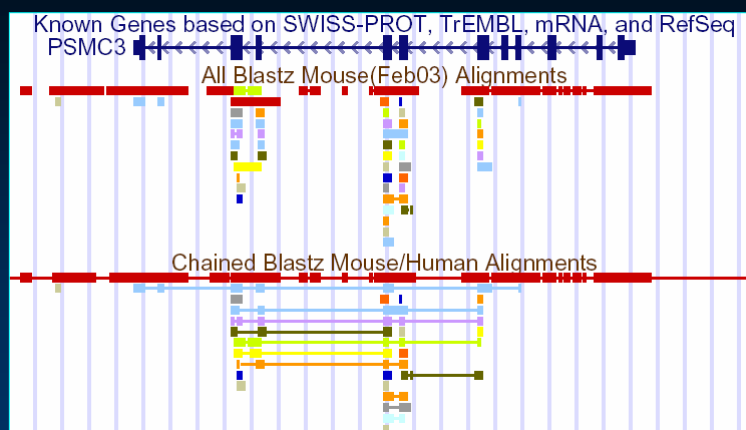 Known Genes based on SWISS-PROT, TrEMBL, mRNA, and RefSeq
PSMC3
All Blastz Mouse(Feb03) Alignments
Chained Blastz Mouse/Human Alignments